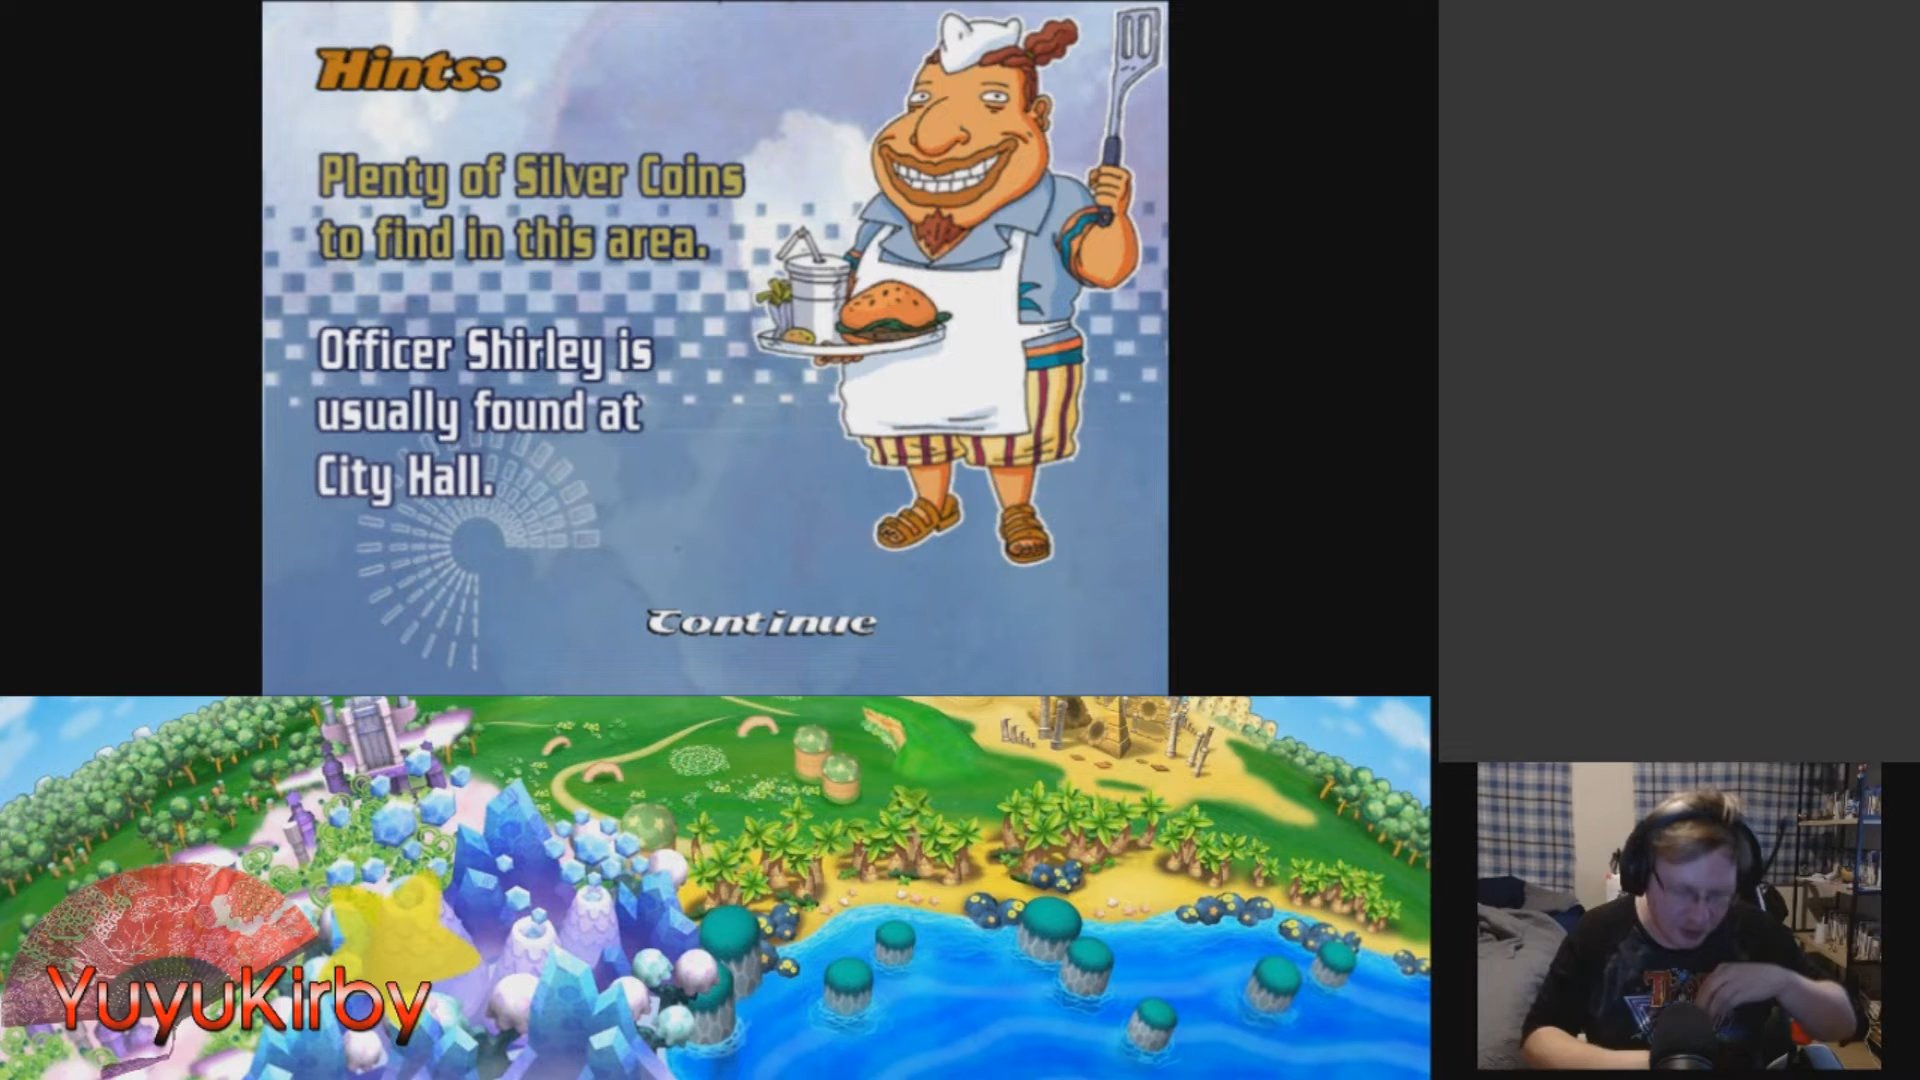 Hints:
Plenty of Silver Coins
to find in this area.
Officer Shirley is
usually found at
City Hall.
Continue
YuyuKirby